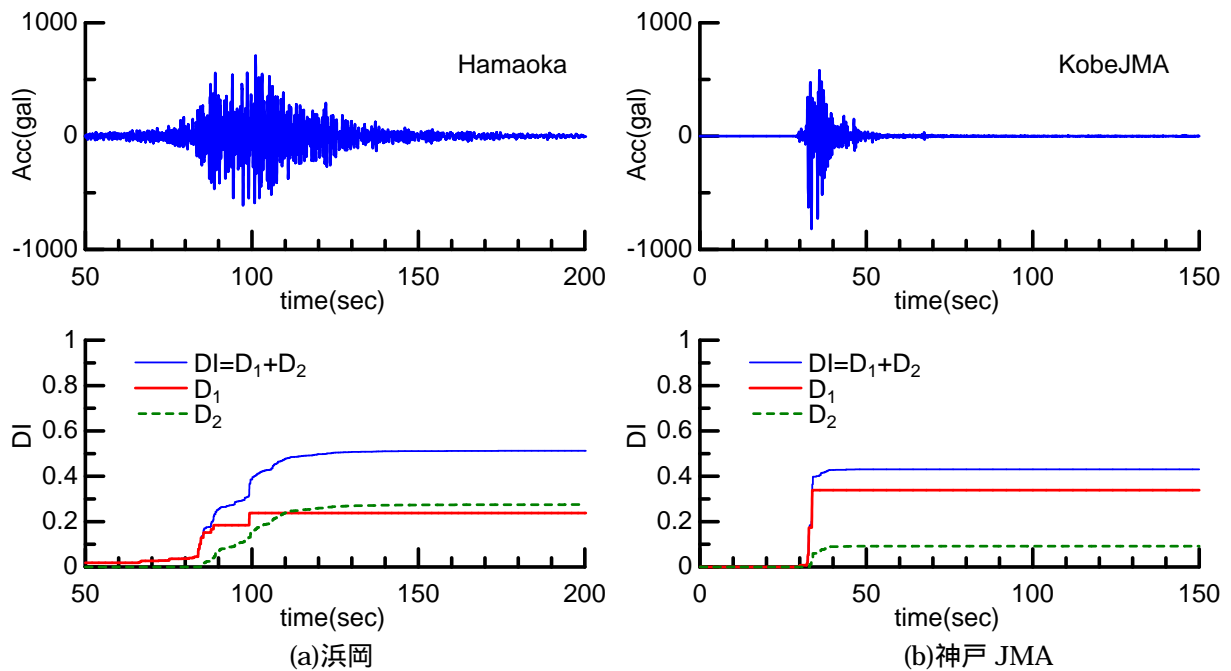 1000
Hamaoka
Acc(gal)
0
-1000
50 100 150 200
time(sec)
1000
KobeJMA
Acc(gal)
0
-1000
0 50 100 150
time(sec)
1
DI=D₁+D₂
0.8
D₁
D₂
0.6
DI
0.4
0.2
0
50 100 150 200
time(sec)
(a)浜岡
1
DI=D₁+D₂
0.8
D₁
D₂
0.6
DI
0.4
0.2
0
0 50 100 150
time(sec)
(b)神戸 JMA